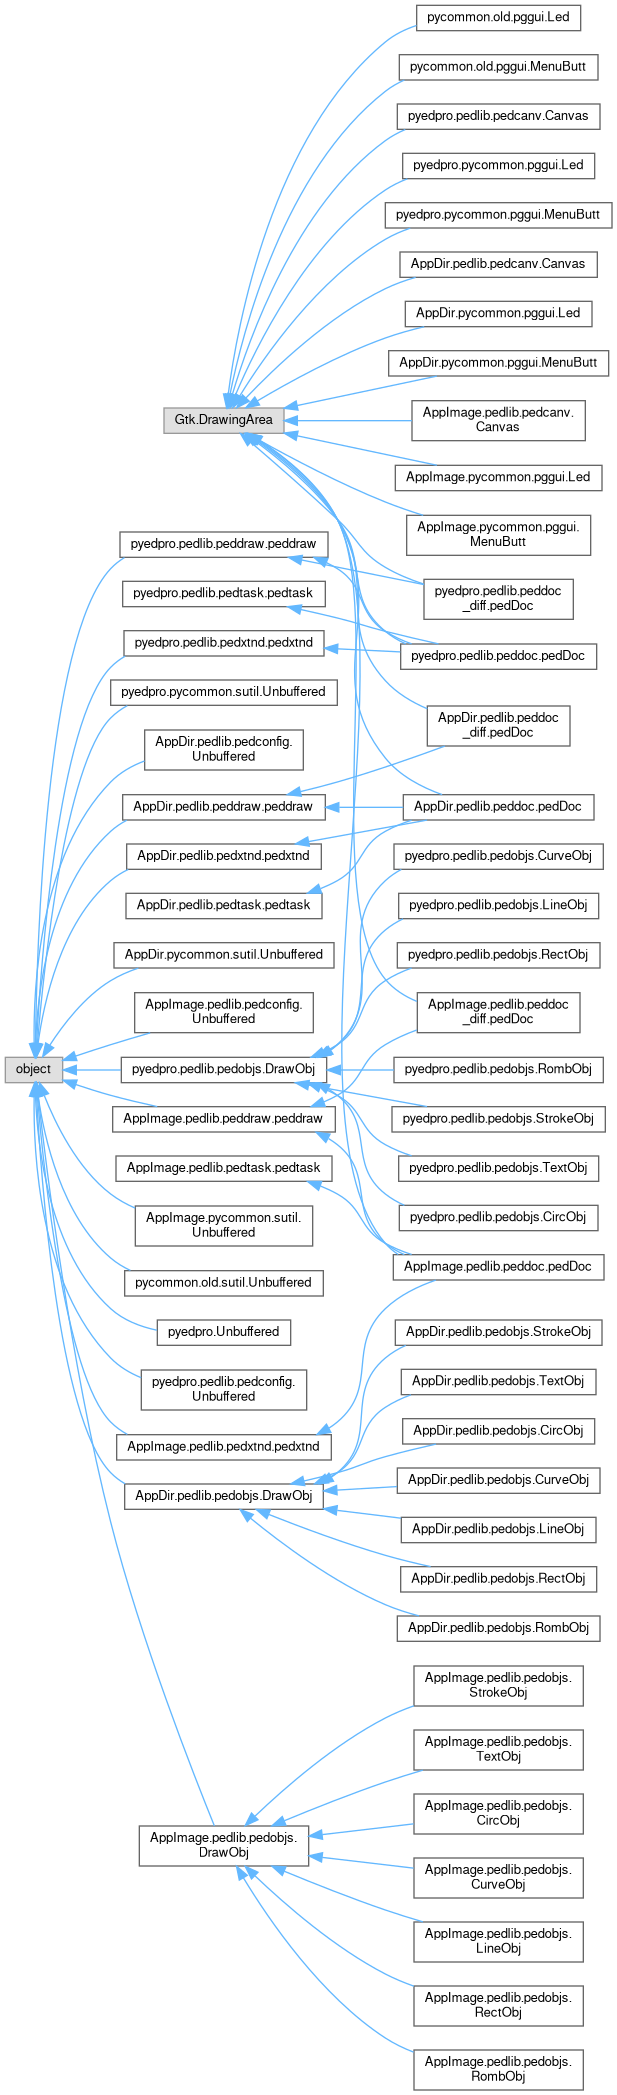 pycommon.old.pggui.Led
pycommon.old.pggui.MenuButt
pyedpro.pedlib.pedcanv.Canvas
pyedpro.pycommon.pggui.Led
pyedpro.pycommon.pggui.MenuButt
AppDir.pedlib.pedcanv.Canvas
AppDir.pycommon.pggui.Led
AppDir.pycommon.pggui.MenuButt
Gtk.DrawingArea
AppImage.pedlib.pedcanv.
Canvas
AppImage.pycommon.pggui.Led
AppImage.pycommon.pggui.
MenuButt
pyedpro.pedlib.peddraw.peddraw
pyedpro.pedlib.peddoc
_diff.pedDoc
pyedpro.pedlib.pedtask.pedtask
pyedpro.pedlib.pedxtnd.pedxtnd
pyedpro.pedlib.peddoc.pedDoc
pyedpro.pycommon.sutil.Unbuffered
AppDir.pedlib.peddoc
_diff.pedDoc
AppDir.pedlib.pedconfig.
Unbuffered
AppDir.pedlib.peddraw.peddraw
AppDir.pedlib.peddoc.pedDoc
AppDir.pedlib.pedxtnd.pedxtnd
pyedpro.pedlib.pedobjs.CurveObj
AppDir.pedlib.pedtask.pedtask
pyedpro.pedlib.pedobjs.LineObj
AppDir.pycommon.sutil.Unbuffered
pyedpro.pedlib.pedobjs.RectObj
AppImage.pedlib.pedconfig.
Unbuffered
AppImage.pedlib.peddoc
_diff.pedDoc
object
pyedpro.pedlib.pedobjs.DrawObj
pyedpro.pedlib.pedobjs.RombObj
AppImage.pedlib.peddraw.peddraw
pyedpro.pedlib.pedobjs.StrokeObj
AppImage.pedlib.pedtask.pedtask
pyedpro.pedlib.pedobjs.TextObj
AppImage.pycommon.sutil.
Unbuffered
pyedpro.pedlib.pedobjs.CircObj
AppImage.pedlib.peddoc.pedDoc
pycommon.old.sutil.Unbuffered
pyedpro.Unbuffered
AppDir.pedlib.pedobjs.StrokeObj
pyedpro.pedlib.pedconfig.
Unbuffered
AppDir.pedlib.pedobjs.TextObj
AppDir.pedlib.pedobjs.CircObj
AppImage.pedlib.pedxtnd.pedxtnd
AppDir.pedlib.pedobjs.CurveObj
AppDir.pedlib.pedobjs.DrawObj
AppDir.pedlib.pedobjs.LineObj
AppDir.pedlib.pedobjs.RectObj
AppDir.pedlib.pedobjs.RombObj
AppImage.pedlib.pedobjs.
StrokeObj
AppImage.pedlib.pedobjs.
TextObj
AppImage.pedlib.pedobjs.
CircObj
AppImage.pedlib.pedobjs.
DrawObj
AppImage.pedlib.pedobjs.
CurveObj
AppImage.pedlib.pedobjs.
LineObj
AppImage.pedlib.pedobjs.
RectObj
AppImage.pedlib.pedobjs.
RombObj